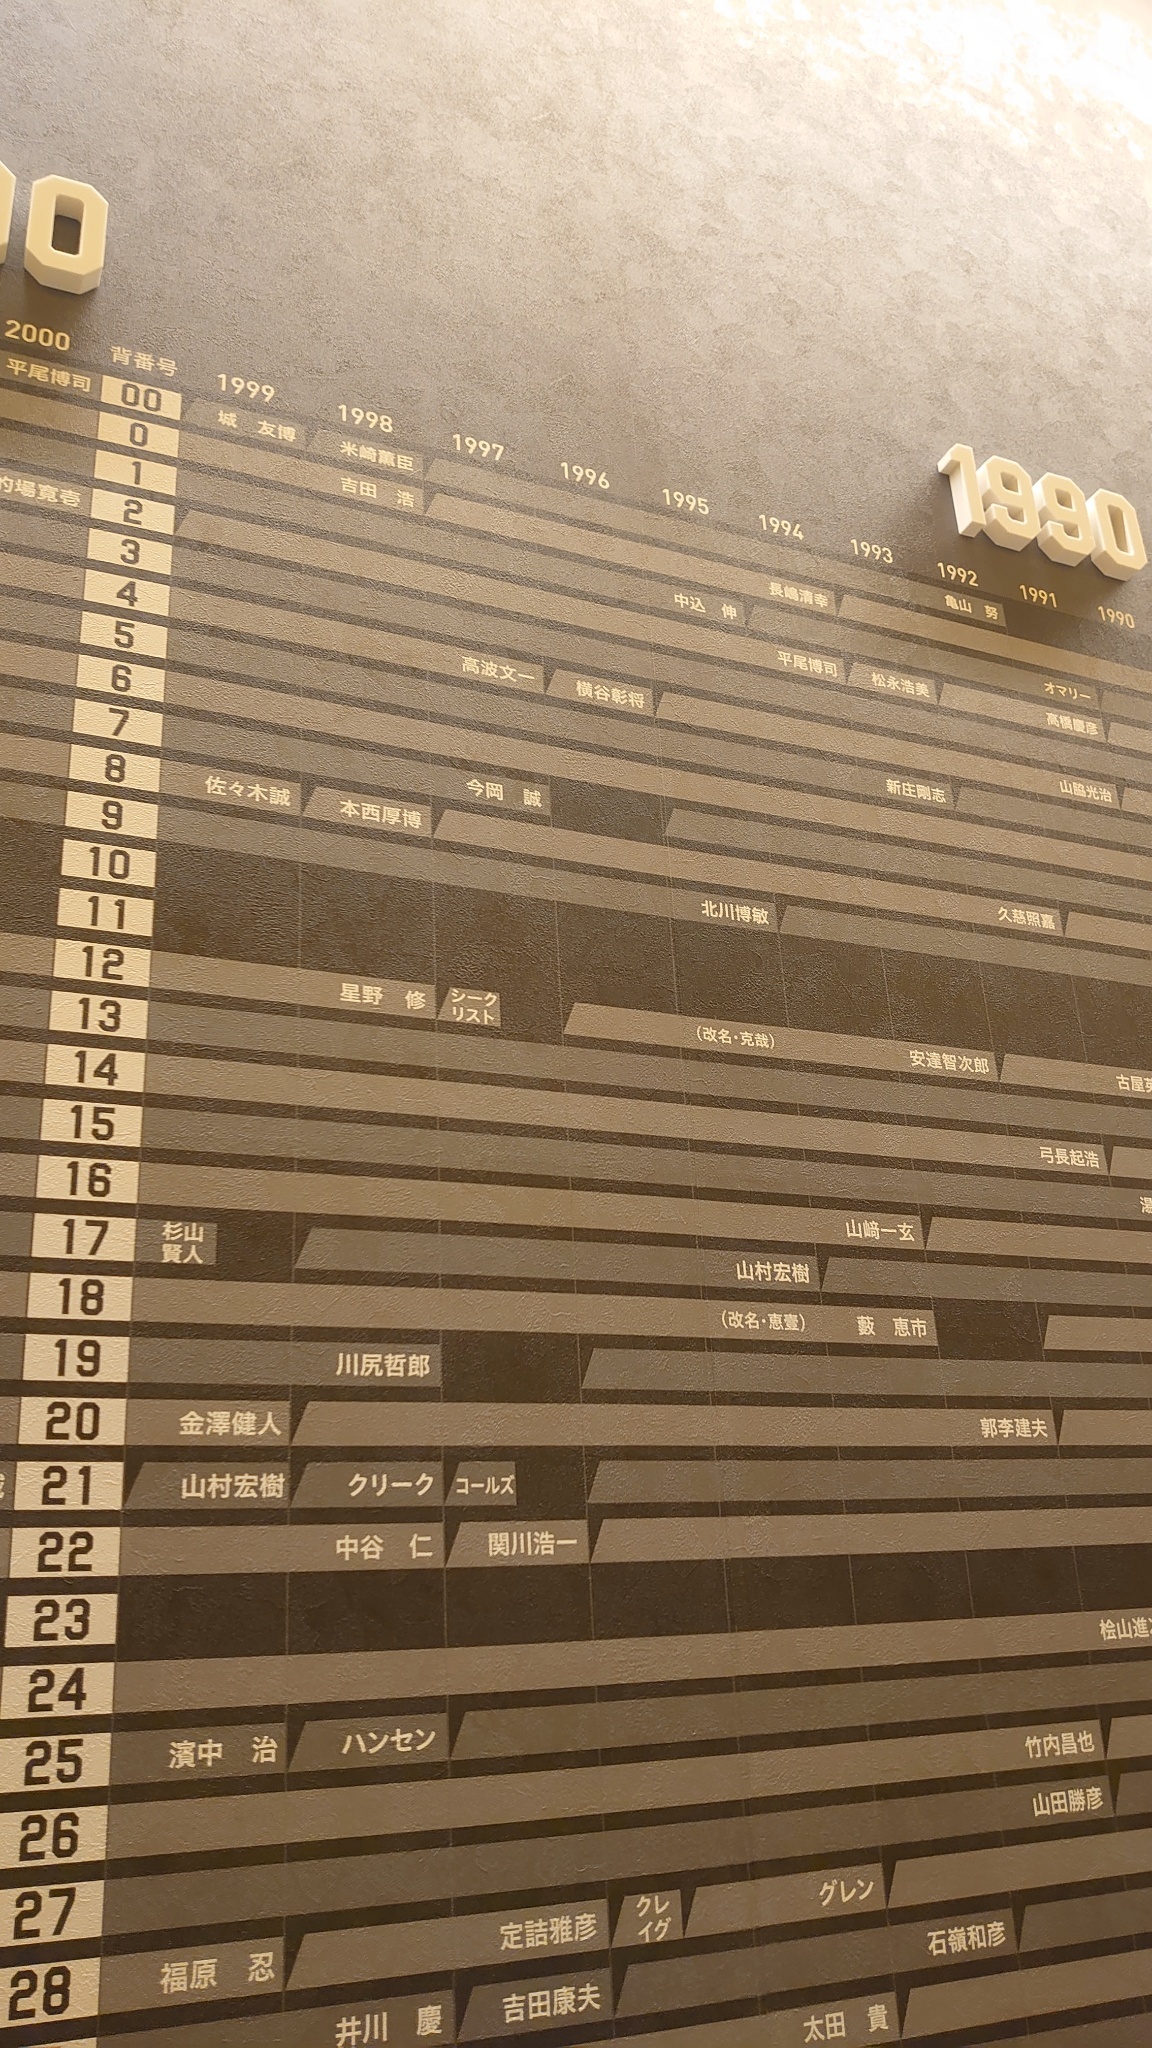 1990
2000
背番号
1999
1998
1997
1996
1995
1994
1993
1992
1991
1990
平尾博司
00
城 友博
米崎薫臣
亀山 努
0
吉田 浩
長嶋清幸
1
中込 伸
オマリー
的場寛壱
2
平尾博司
松永浩美
高橋慶彦
3
高波文一
横谷彰将
4
新庄剛志
山脇光治
5
6
7
今岡 誠
久慈照嘉
8
佐々木誠
本西厚博
北川博敏
9
10
11
12
星野 修
シーク
リスト
(改名・克哉)
安達智次郎
13
14
弓長起浩
15
16
山﨑一玄
17
杉山
賢人
山村宏樹
18
(改名・恵壹)
藪 恵市
19
川尻哲郎
20
金澤健人
郭李建夫
21
山村宏樹
クリーク
コールズ
22
中谷 仁
関川浩一
23
24
25
濱中 治
ハンセン
竹内昌也
26
山田勝彦
27
定詰雅彦
クレ
イグ
グレン
28
福原 忍
石嶺和彦
井川 慶
吉田康夫
太田 貴